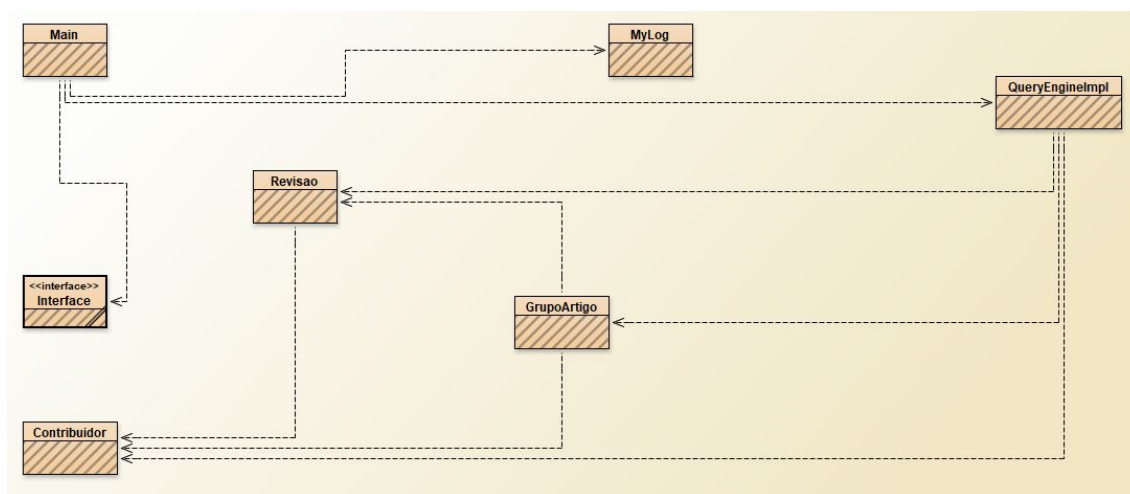 Main
MyLog
QueryEngineImpl
Revisao
<<interface>>
Interface
GrupoArtigo
Contribuidor